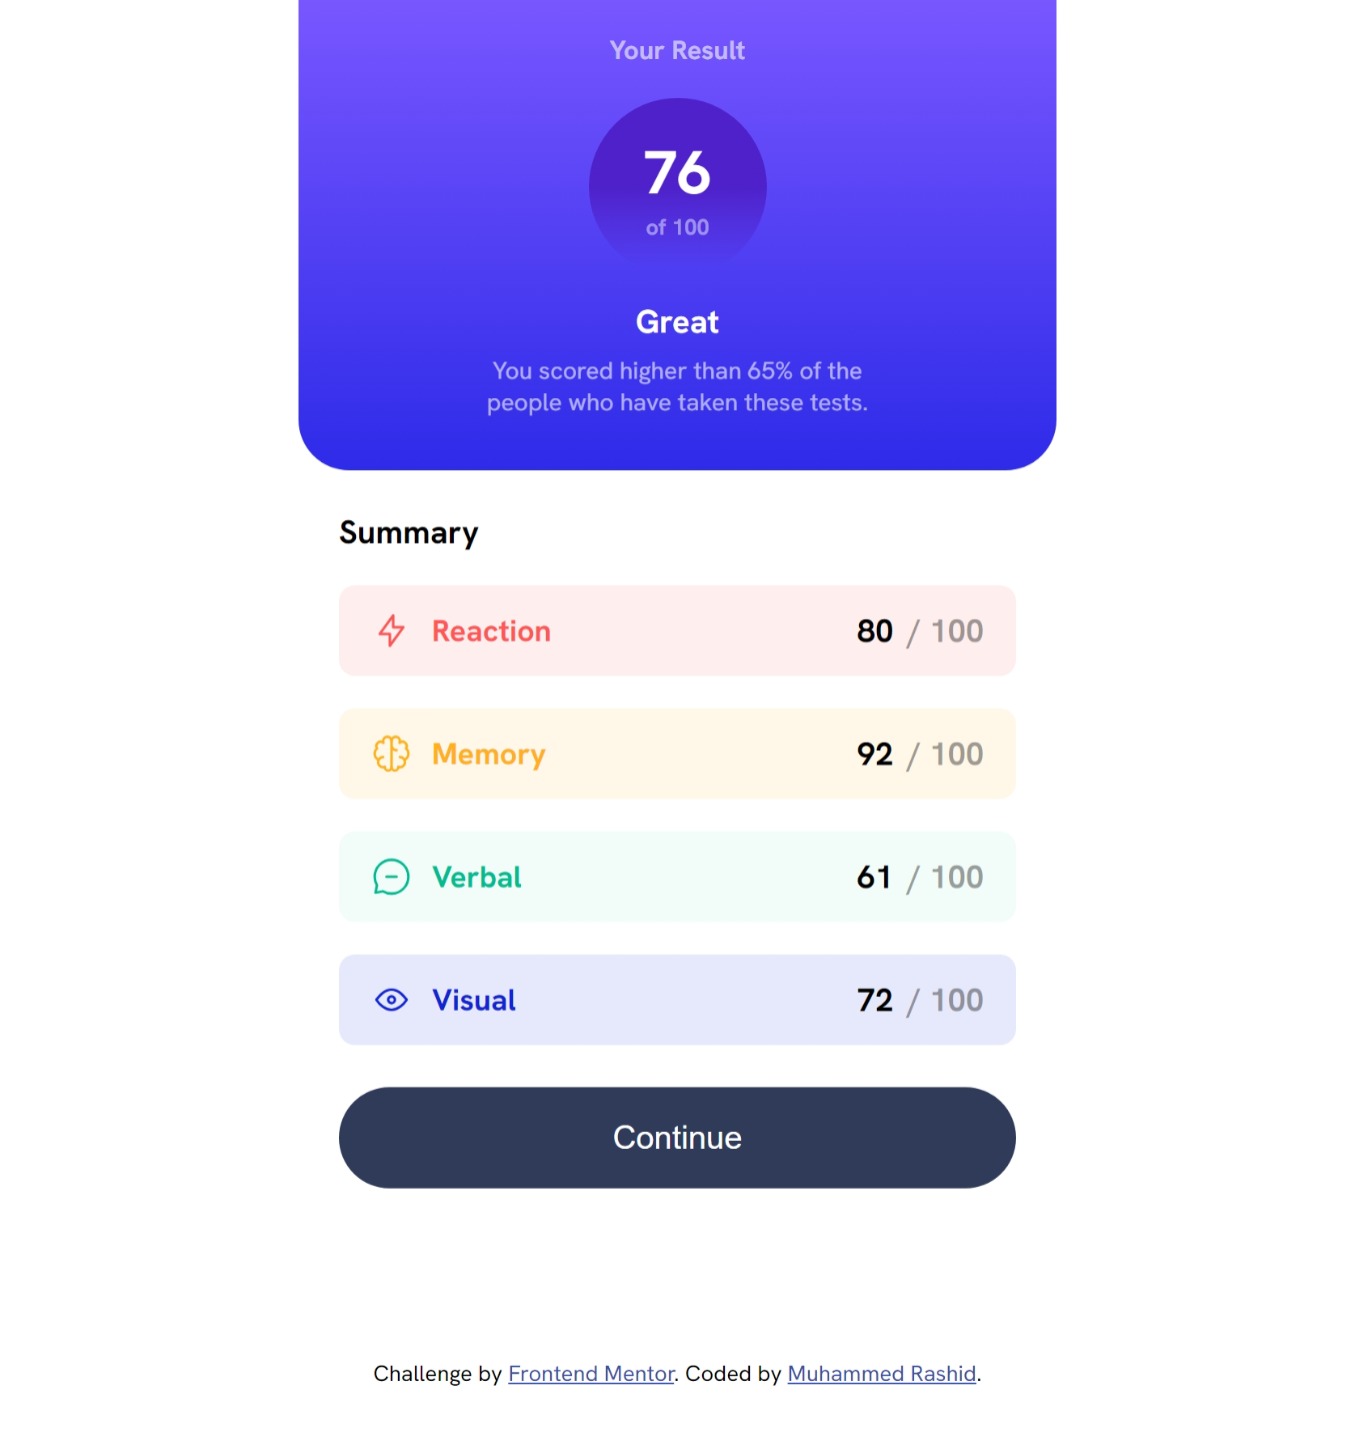 Your Result
76
of 100
Great
You scored higher than 65% of the
people who have taken these tests.
Summary
Reaction 80 / 100
Memory 92 / 100
Verbal 61 / 100
Visual 72 / 100
Continue
Challenge by Frontend Mentor. Coded by Muhammed Rashid.